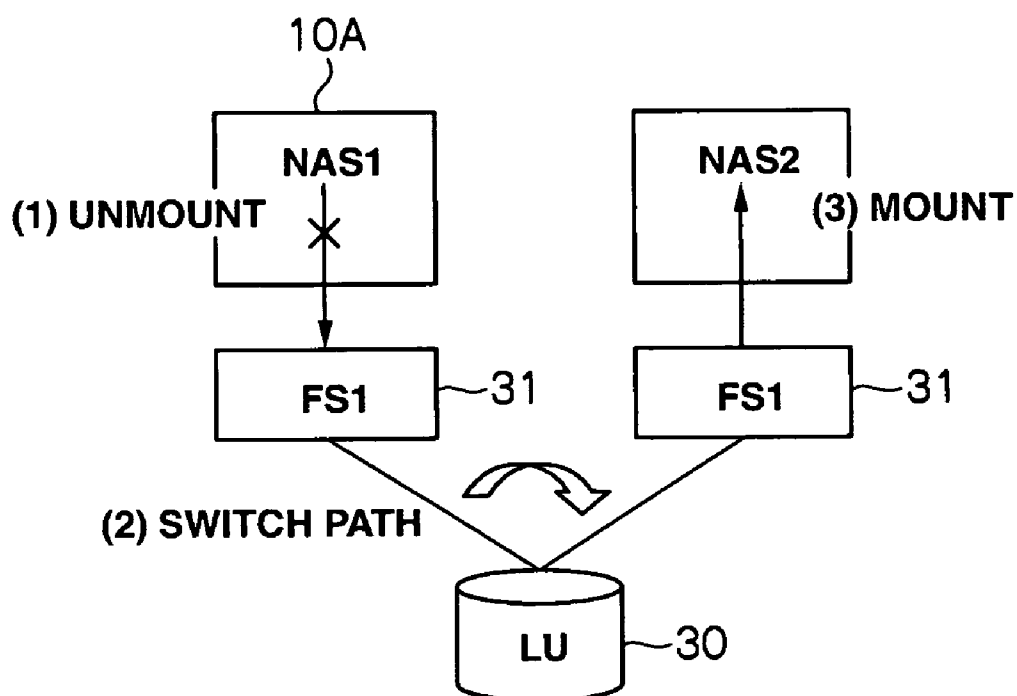 10A
NAS1
NAS2
(1) UNMOUNT
(3) MOUNT
FS1
31
FS1
31
(2) SWITCH PATH
LU
30